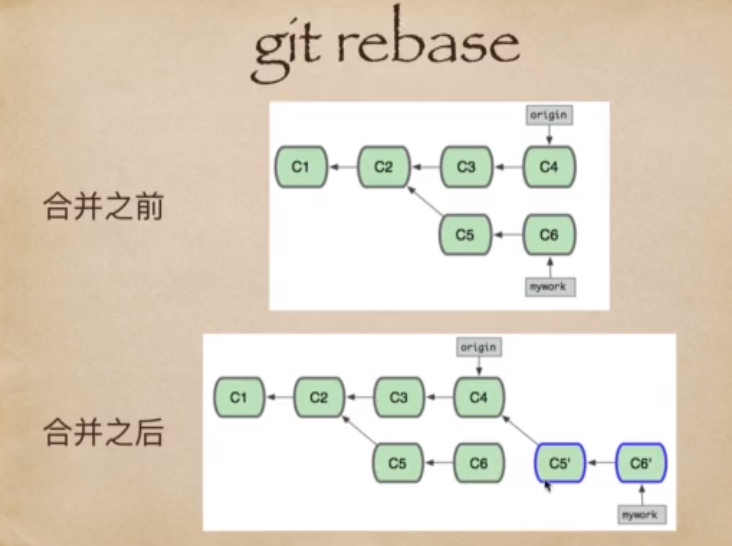 git rebase
合并之前
origin
C1 C2 C3 C4
C5 C6
mywork
合并之后
origin
C1 C2 C3 C4
C5 C6 C5' C6'
mywork